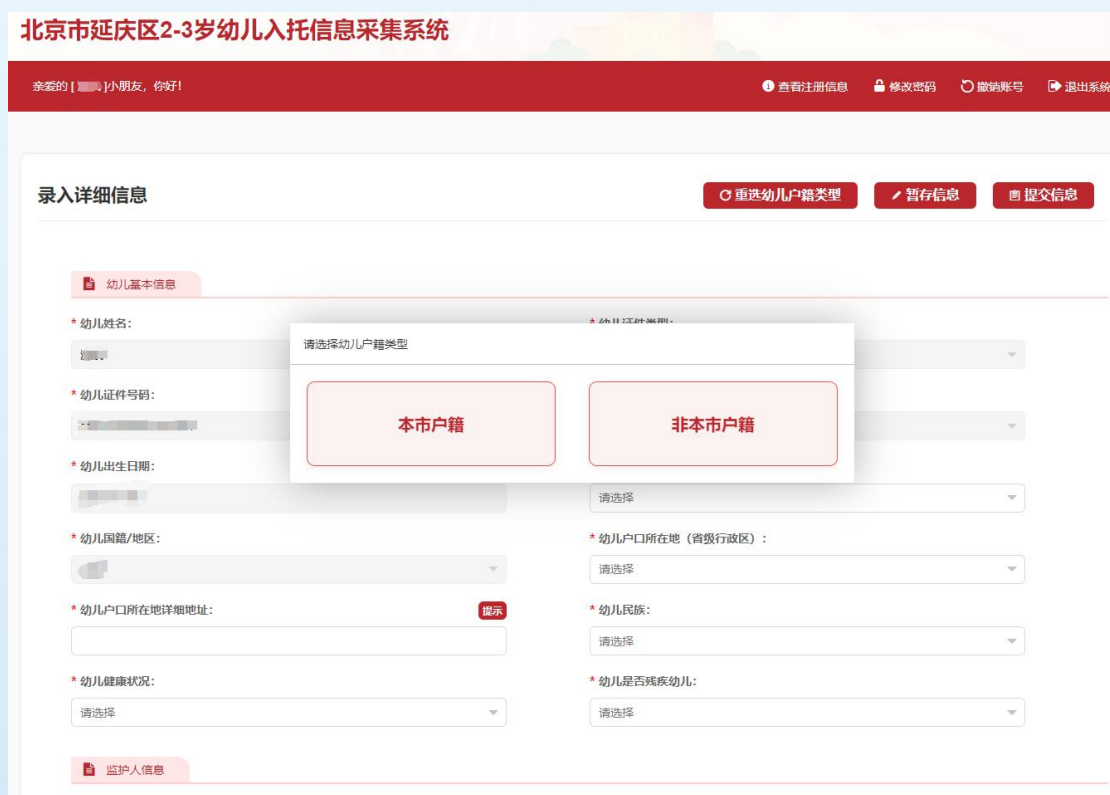 北京市延庆区2-3岁幼儿入托信息采集系统
亲爱的 [ ]小朋友，你好！
查看注册信息
修改密码
撤销账号
退出系统
录入详细信息
重选幼儿户籍类型
暂存信息
提交信息
幼儿基本信息
* 幼儿姓名：
* 幼儿证件类型：
请选择幼儿户籍类型
* 幼儿证件号码：
本市户籍
非本市户籍
* 幼儿出生日期：
请选择
* 幼儿国籍/地区：
* 幼儿户口所在地（省级行政区）：
请选择
* 幼儿户口所在地详细地址：
提示
* 幼儿民族：
请选择
* 幼儿健康状况：
* 幼儿是否残疾幼儿：
请选择
请选择
监护人信息